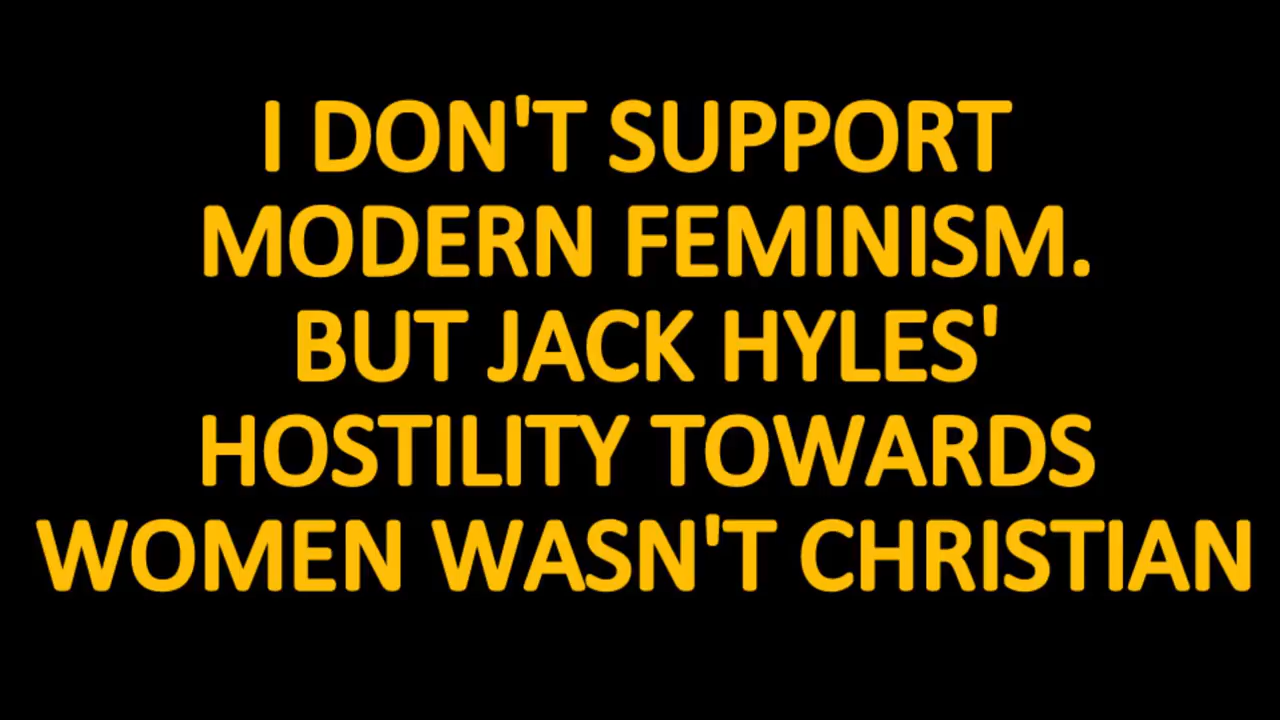 I DON'T SUPPORT
MODERN FEMINISM.
BUT JACK HYLES'
HOSTILITY TOWARDS
WOMEN WASN'T CHRISTIAN